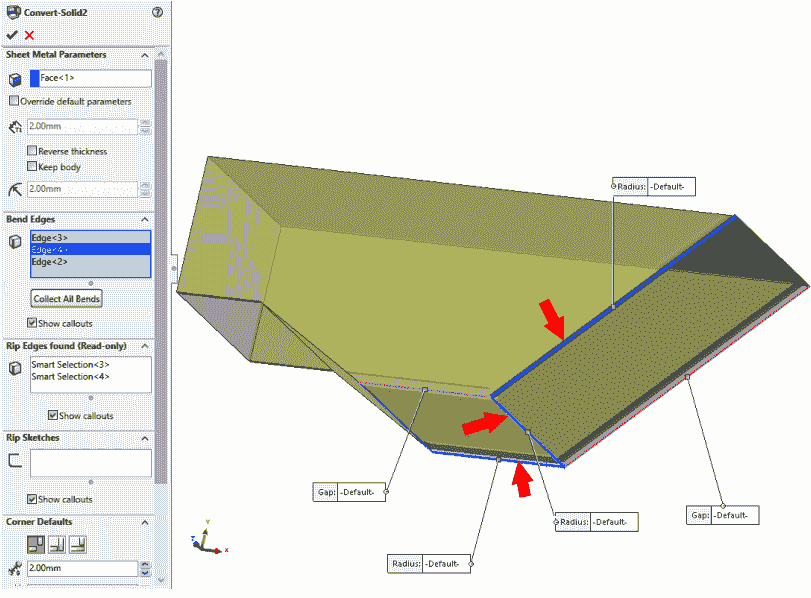 Convert-Solid2
Sheet Metal Parameters
Face<1>
Override default parameters
2.00mm
Reverse thickness
Keep body
2.00mm
Bend Edges
Edge<3>
Edge<4>
Edge<2>
Collect All Bends
Show callouts
Rip Edges found (Read-only)
Smart Selection<3>
Smart Selection<4>
Show callouts
Rip Sketches
Show callouts
Corner Defaults
2.00mm
Radius: -Default-
Gap: -Default-
Radius: -Default-
Gap: -Default-
Radius: -Default-
Y
Z
X